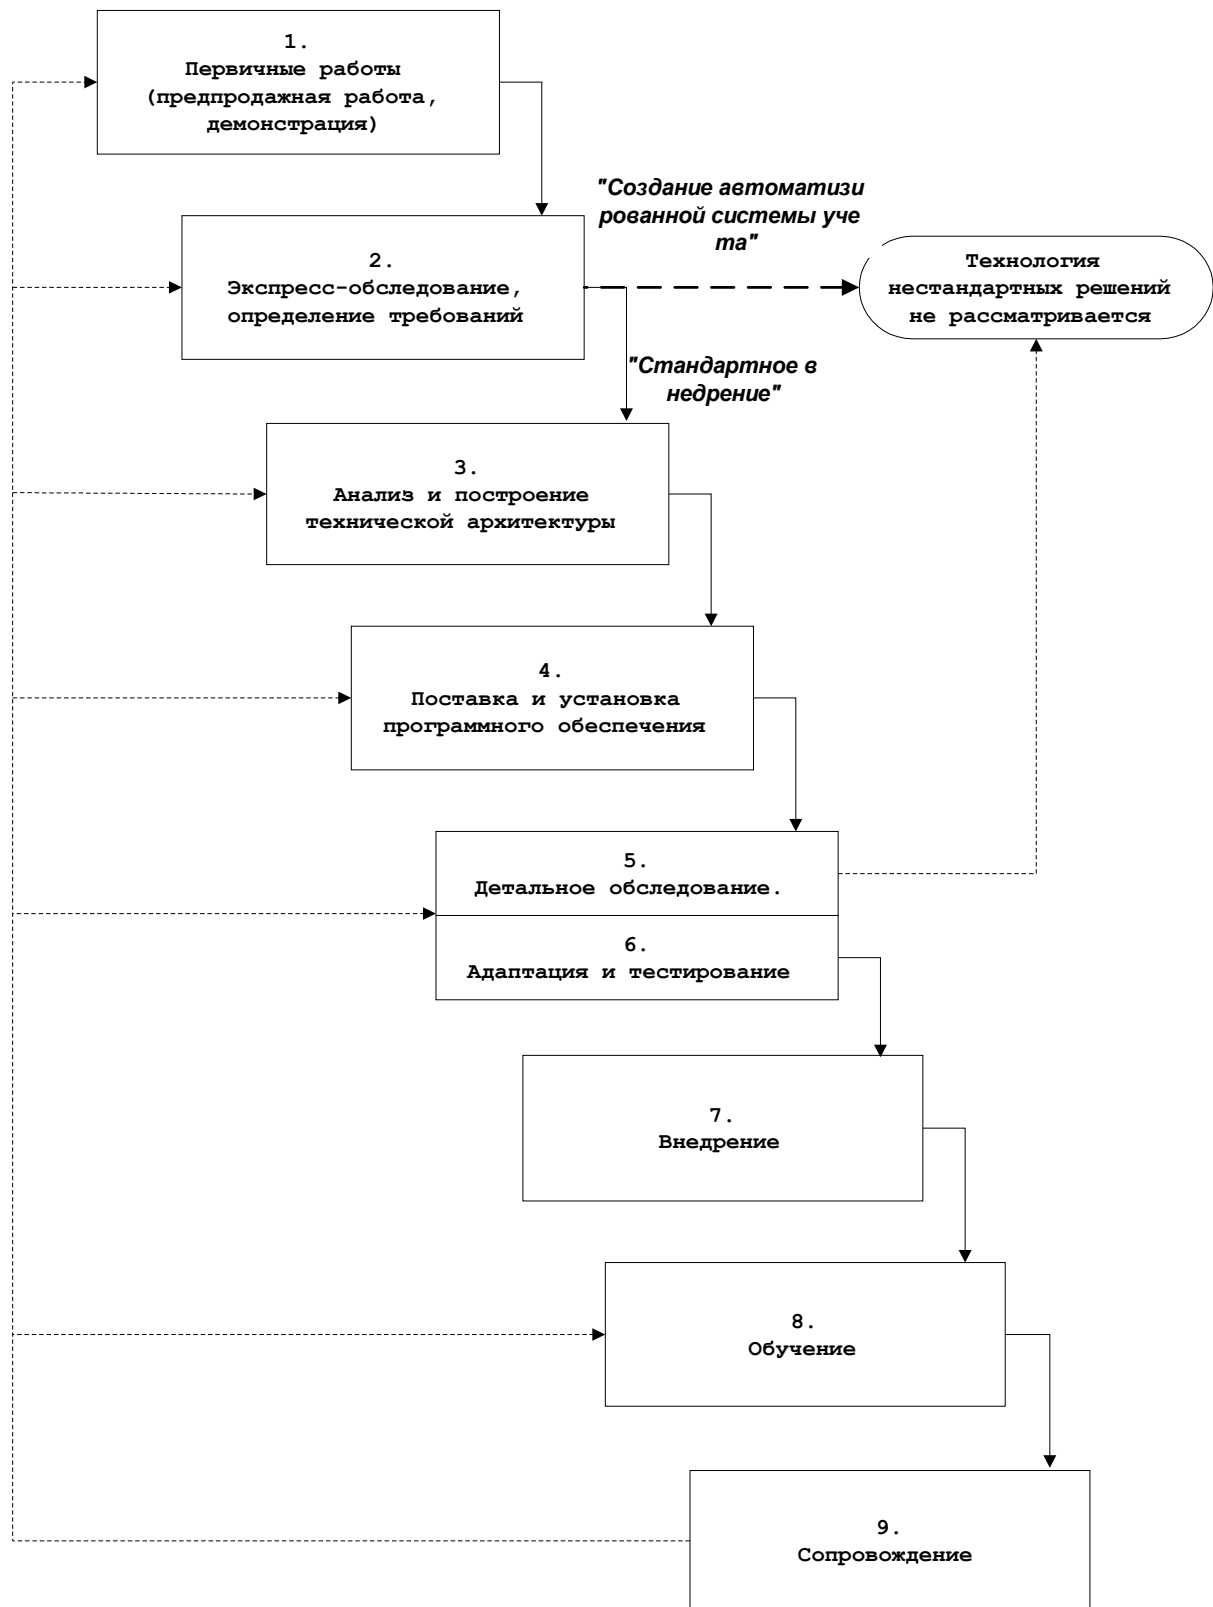 1.
Первичные работы
(предпродажная работа,
демонстрация)
"Создание автоматизи
рованной системы уче
та"
2.
Экспресс-обследование,
определение требований
Технология
нестандартных решений
не рассматривается
"Стандартное в
недрение"
3.
Анализ и построение
технической архитектуры
4.
Поставка и установка
программного обеспечения
5.
Детальное обследование.
6.
Адаптация и тестирование
7.
Внедрение
8.
Обучение
9.
Сопровождение